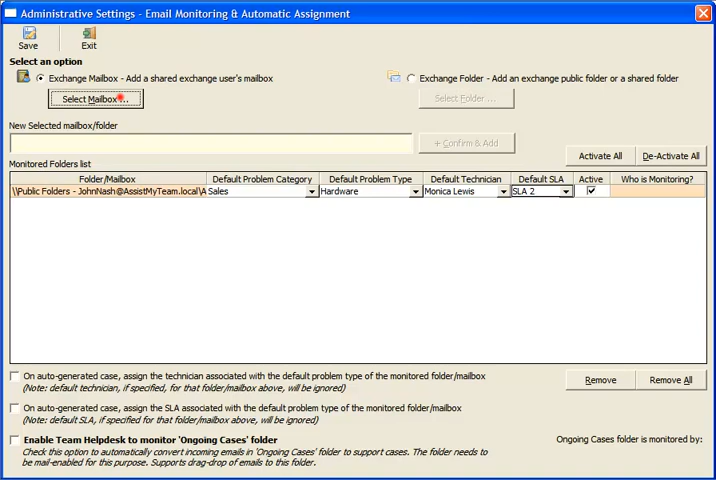 Administrative Settings - Email Monitoring & Automatic Assignment
Save Exit
Select an option
Exchange Mailbox - Add a shared exchange user's mailbox
Exchange Folder - Add an exchange public folder or a shared folder
Select Mailbox ...
Select Folder ...
New Selected mailbox/folder
+ Confirm & Add
Activate All
De-Activate All
Monitored Folders list
Folder/Mailbox Default Problem Category Default Problem Type Default Technician Default SLA Active Who is Monitoring?
\\Public Folders - JohnNash@AssistMyTeam.local\A Sales Hardware Monica Lewis SLA 2
On auto-generated case, assign the technician associated with the default problem type of the monitored folder/mailbox
(Note: default technician, if specified, for that folder/mailbox above, will be ignored)
Remove
Remove All
On auto-generated case, assign the SLA associated with the default problem type of the monitored folder/mailbox
(Note: default SLA, if specified for that folder/mailbox above, will be ignored)
Enable Team Helpdesk to monitor 'Ongoing Cases' folder
Ongoing Cases folder is monitored by:
Check this option to automatically convert incoming emails in 'Ongoing Cases' folder to support cases. The folder needs to
be mail-enabled for this purpose. Supports drag-drop of emails to this folder.